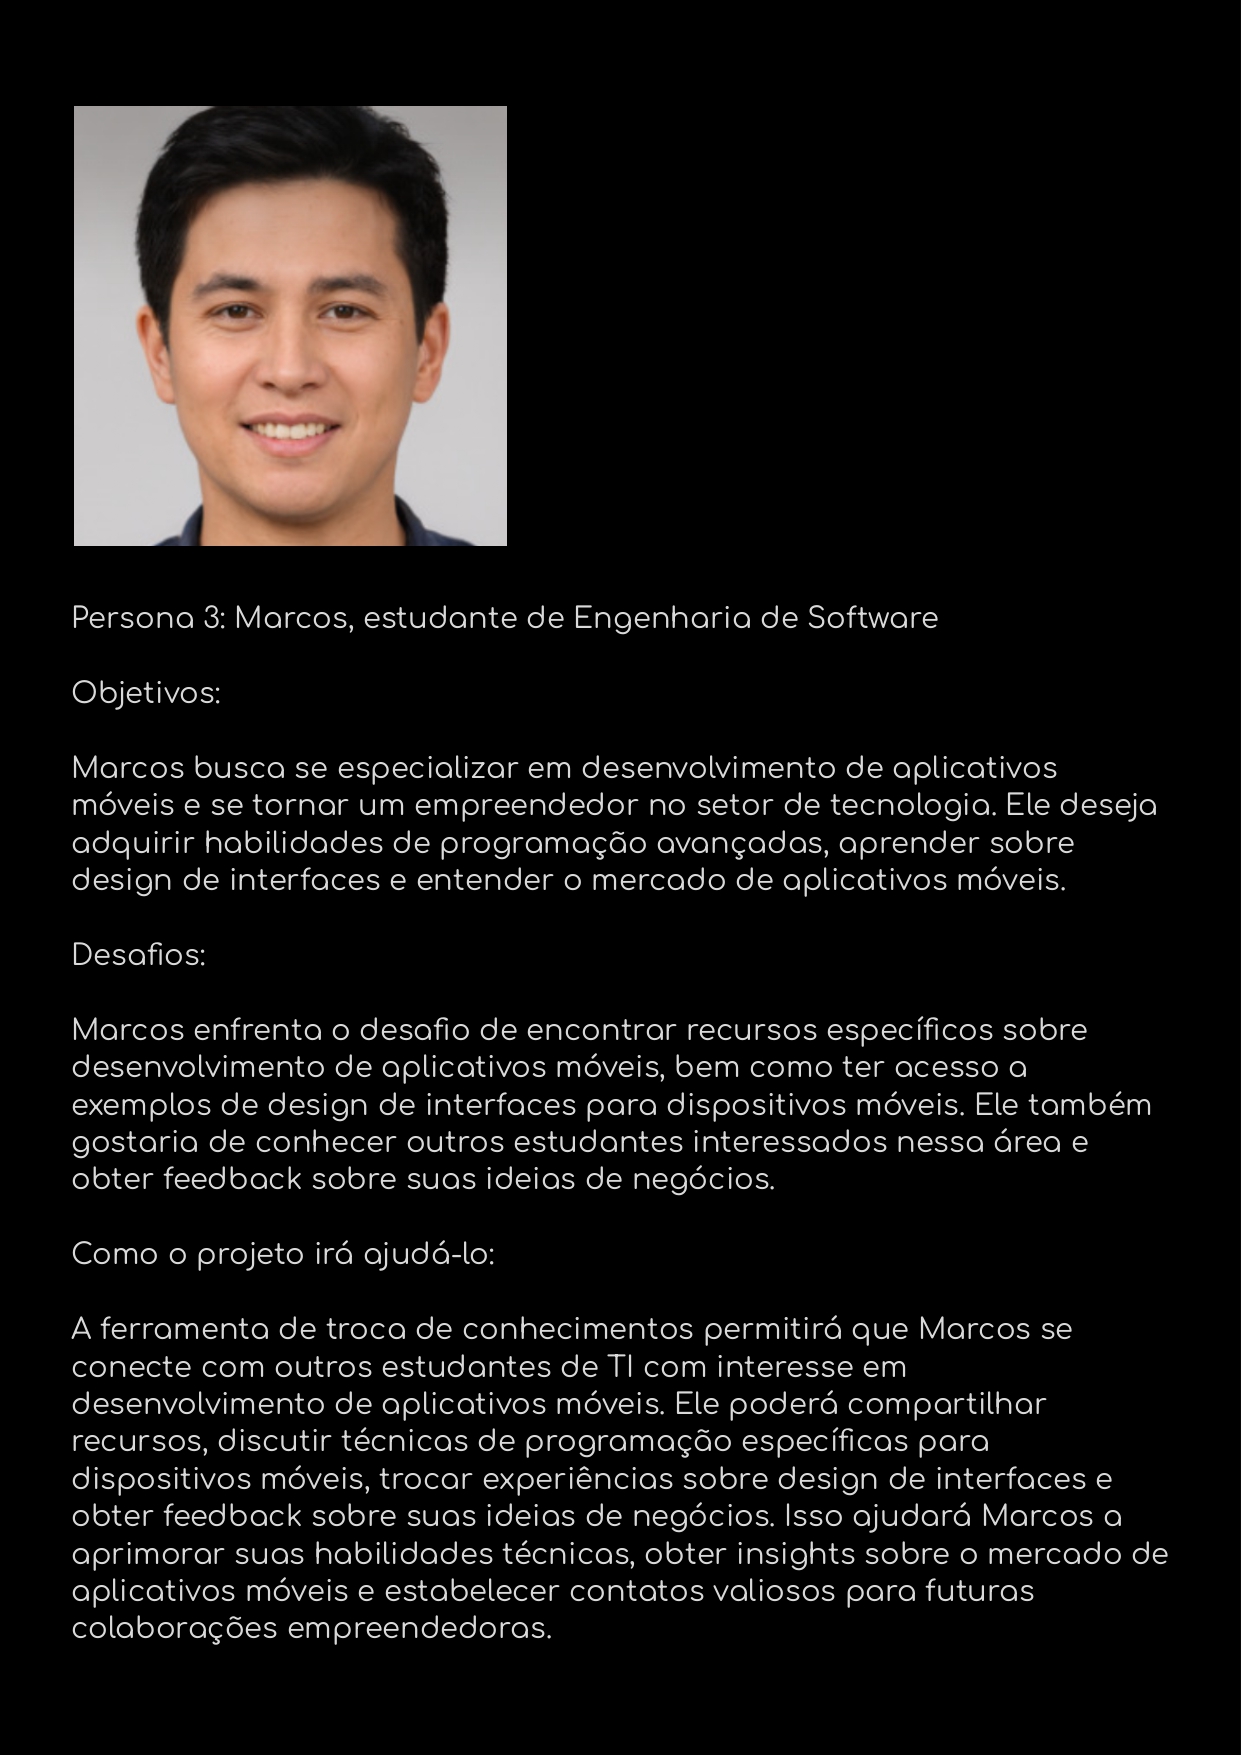 Persona 3: Marcos, estudante de Engenharia de Software
Objetivos:
Marcos busca se especializar em desenvolvimento de aplicativos
móveis e se tornar um empreendedor no setor de tecnologia. Ele deseja
adquirir habilidades de programação avançadas, aprender sobre
design de interfaces e entender o mercado de aplicativos móveis.
Desafios:
Marcos enfrenta o desafio de encontrar recursos específicos sobre
desenvolvimento de aplicativos móveis, bem como ter acesso a
exemplos de design de interfaces para dispositivos móveis. Ele também
gostaria de conhecer outros estudantes interessados nessa área e
obter feedback sobre suas ideias de negócios.
Como o projeto irá ajudá-lo:
A ferramenta de troca de conhecimentos permitirá que Marcos se
conecte com outros estudantes de TI com interesse em
desenvolvimento de aplicativos móveis. Ele poderá compartilhar
recursos, discutir técnicas de programação específicas para
dispositivos móveis, trocar experiências sobre design de interfaces e
obter feedback sobre suas ideias de negócios. Isso ajudará Marcos a
aprimorar suas habilidades técnicas, obter insights sobre o mercado de
aplicativos móveis e estabelecer contatos valiosos para futuras
colaborações empreendedoras.